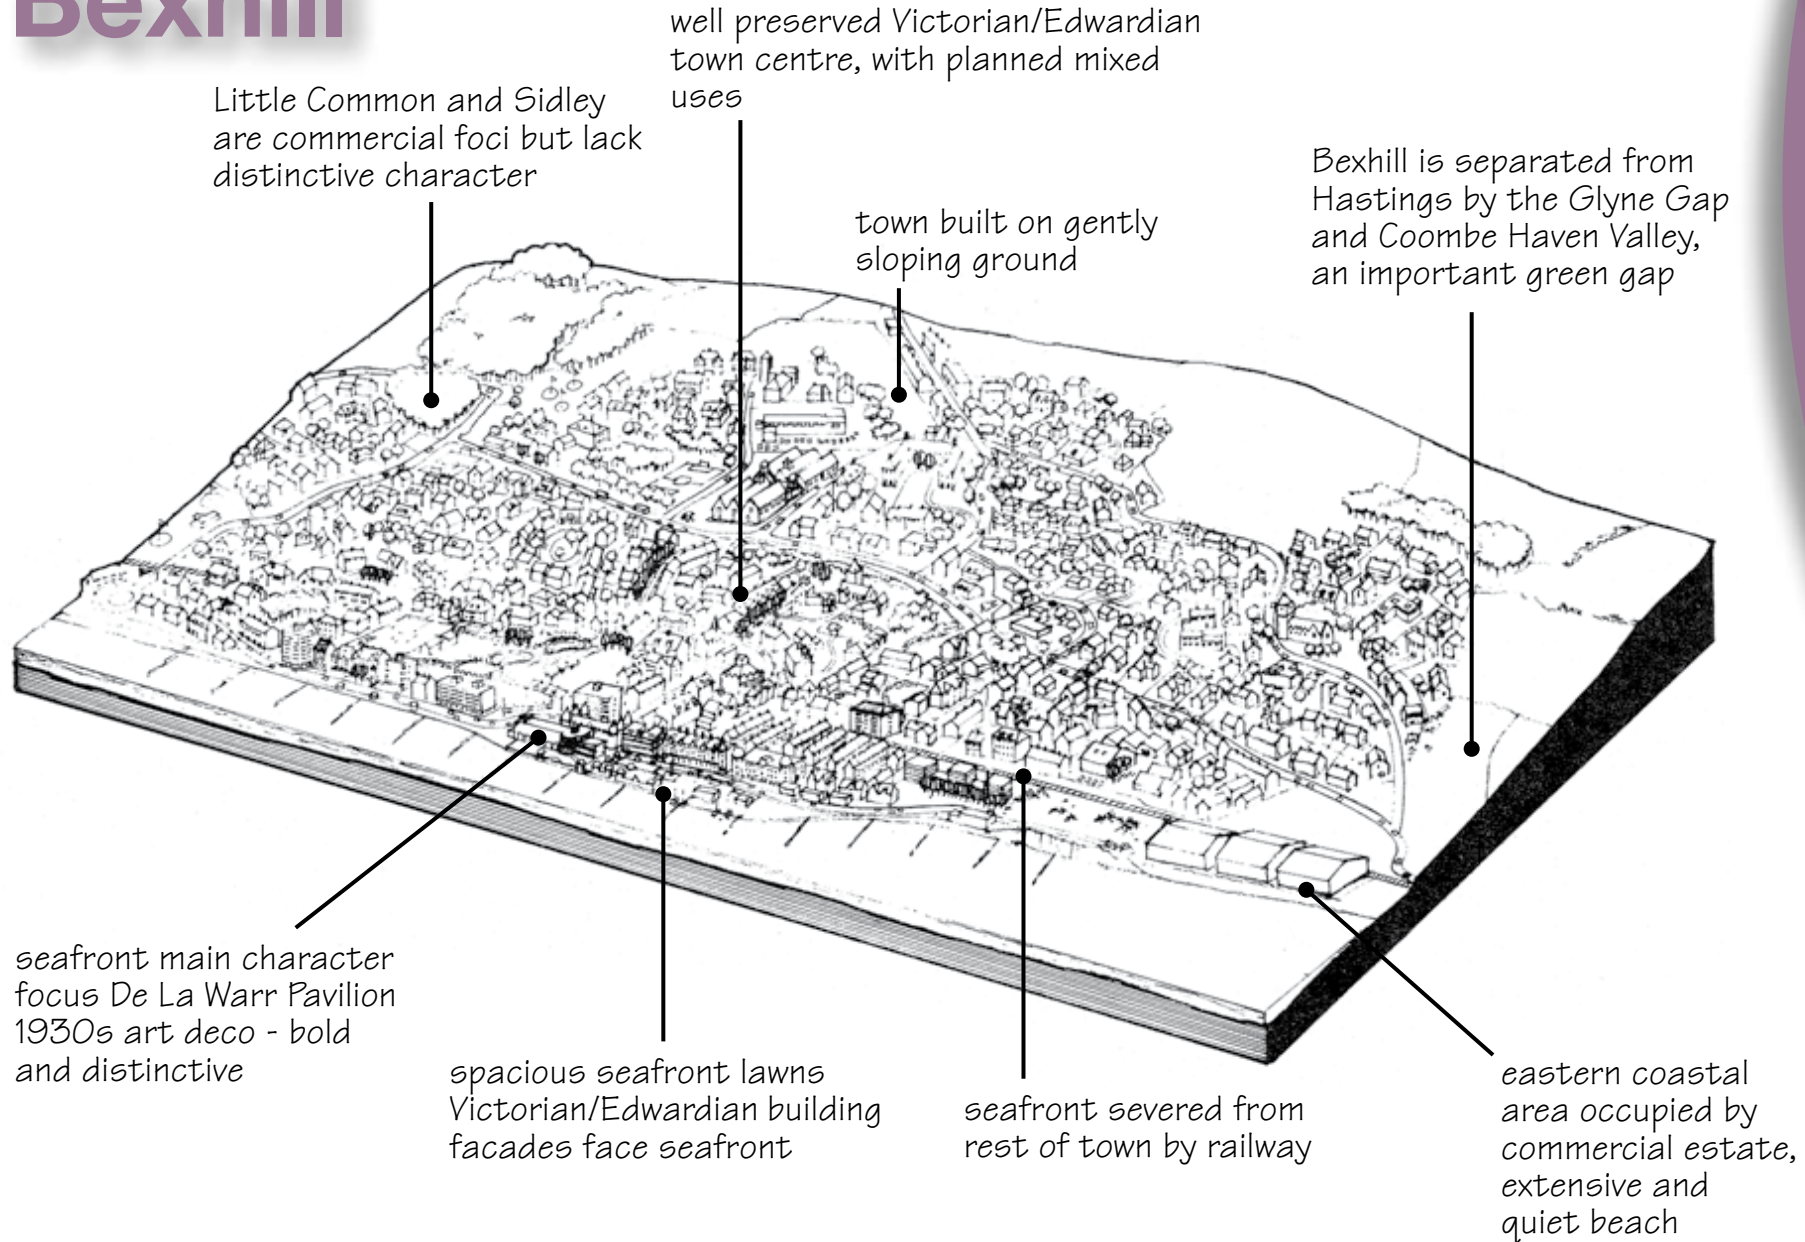 Bexhill
well preserved Victorian/Edwardian
town centre, with planned mixed
uses
Little Common and Sidley
are commercial foci but lack
distinctive character
Bexhill is separated from
Hastings by the Glyne Gap
and Coombe Haven Valley,
an important green gap
town built on gently
sloping ground
seafront main character
focus De La Warr Pavilion
1930s art deco - bold
and distinctive
spacious seafront lawns
Victorian/Edwardian building
facades face seafront
seafront severed from
rest of town by railway
eastern coastal
area occupied by
commercial estate,
extensive and
quiet beach